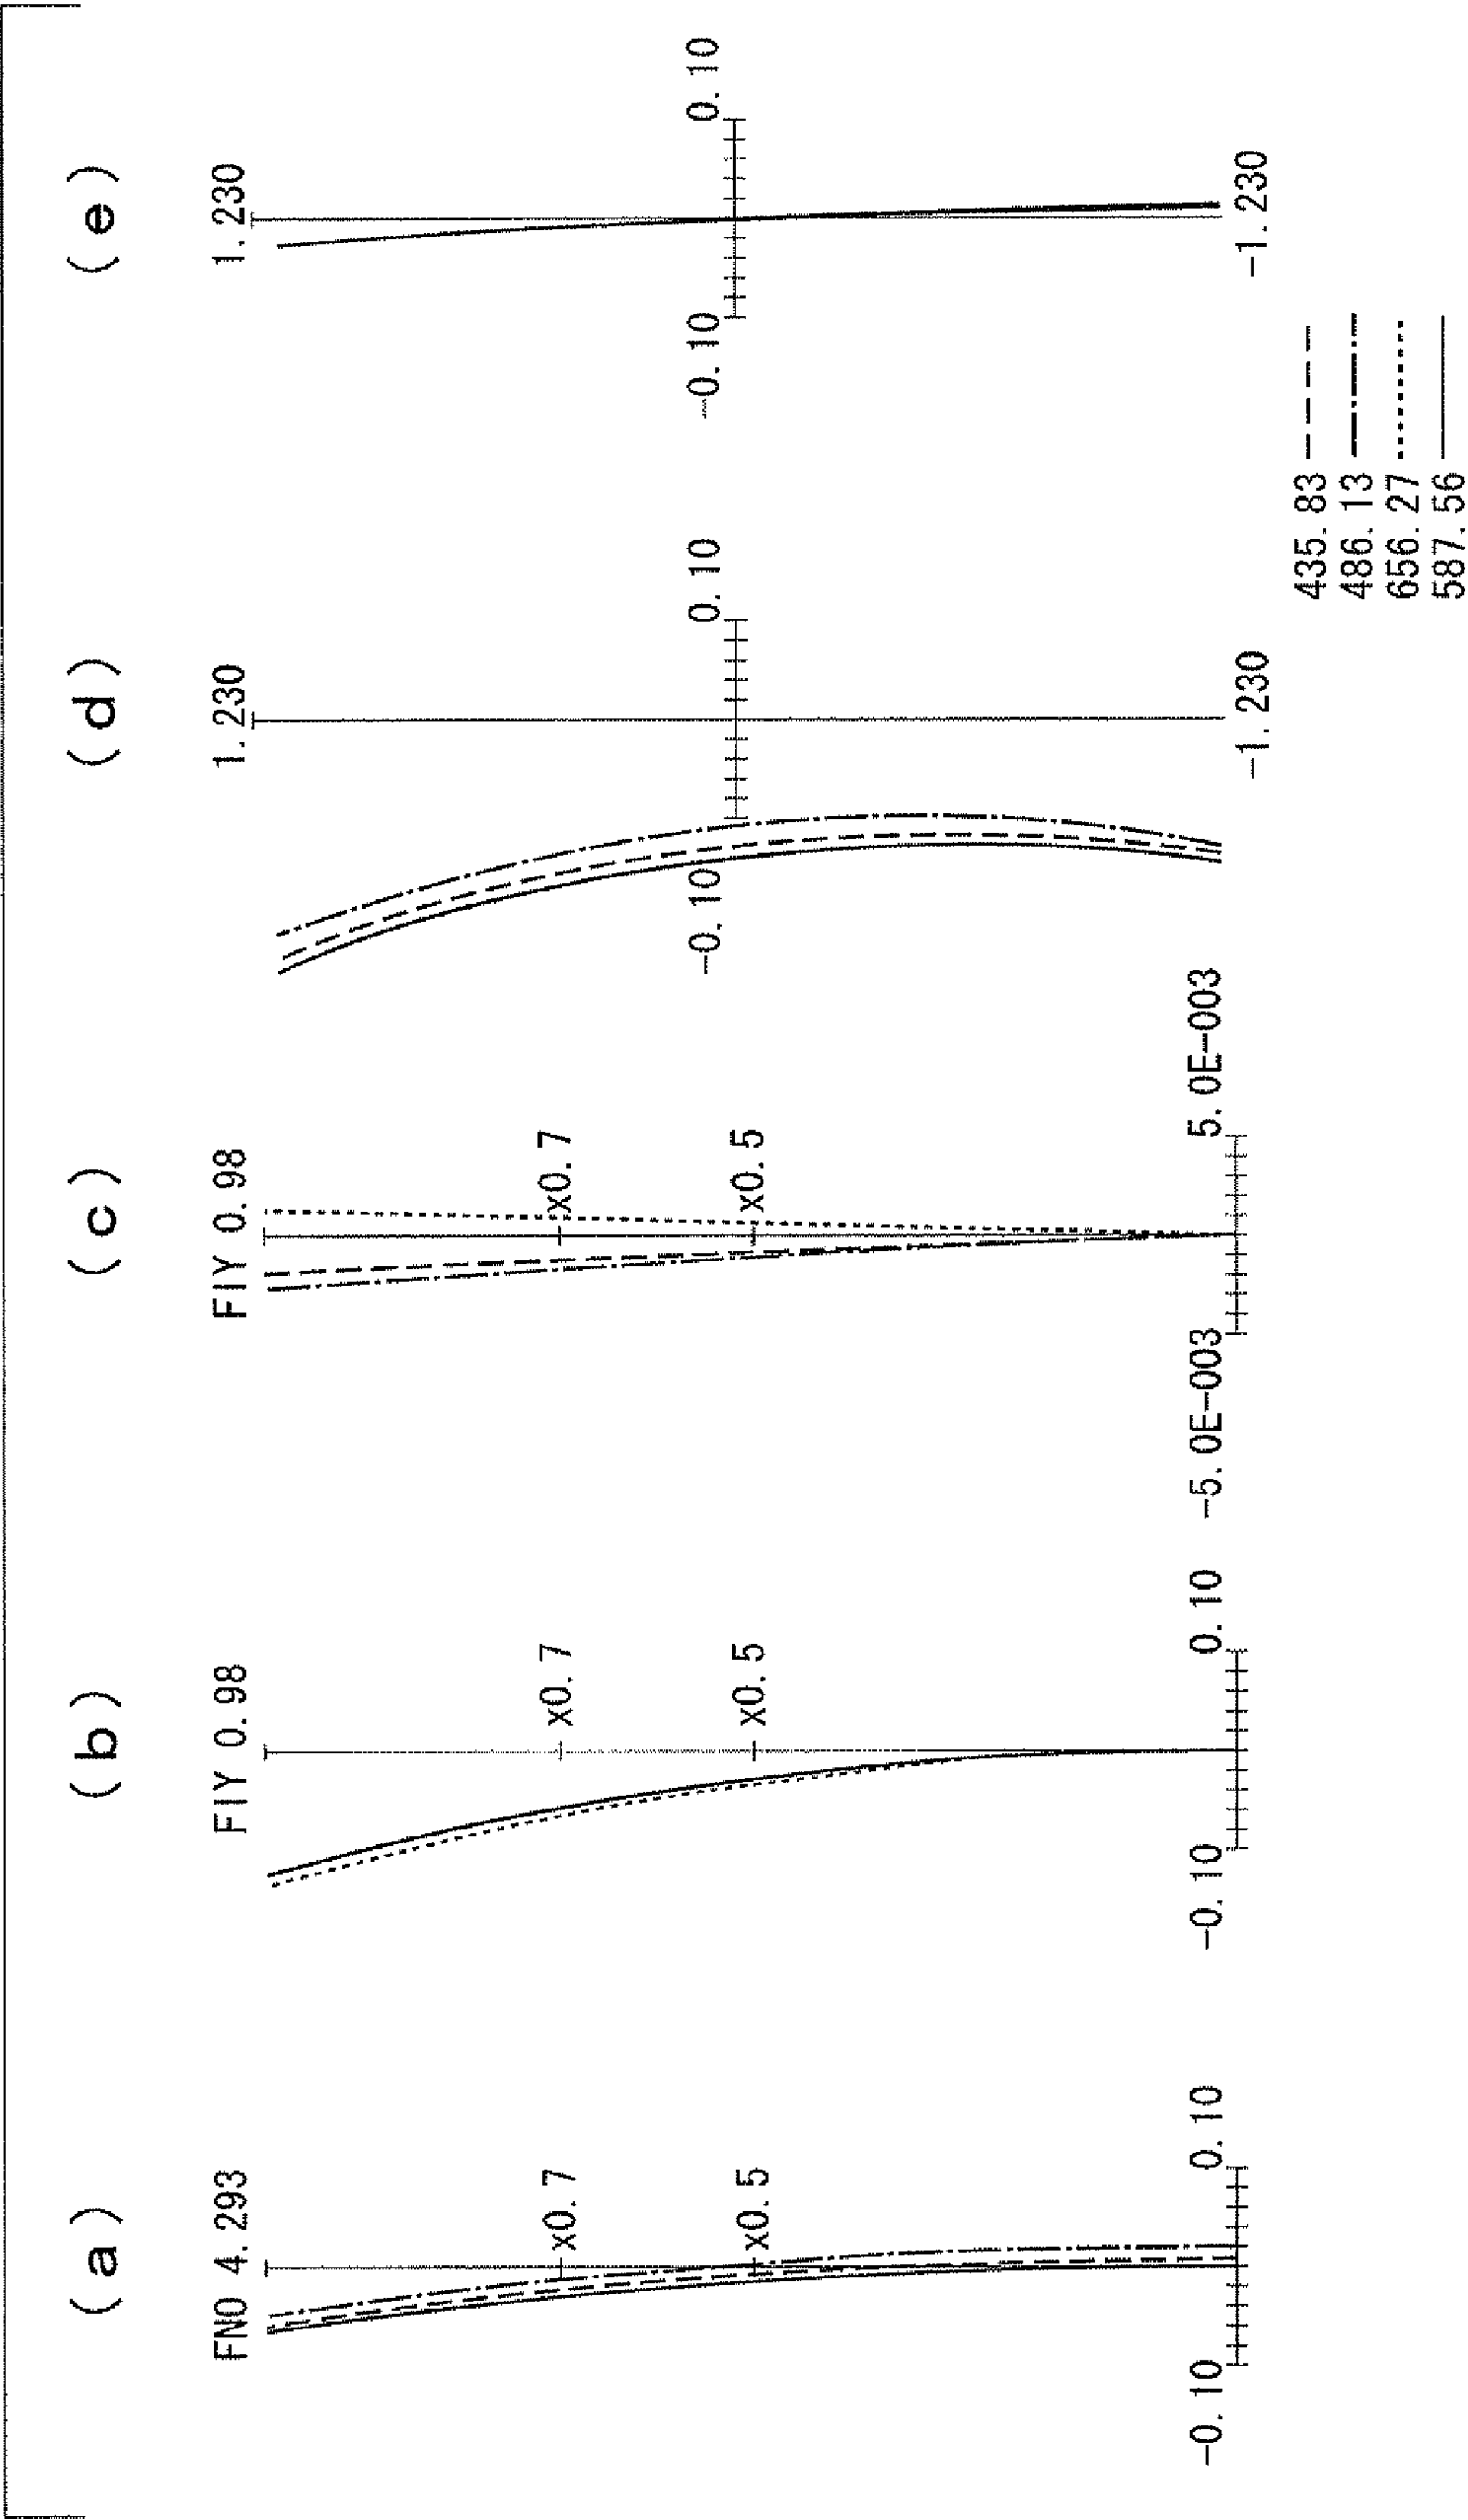 (a)
FNO 4.293
x0.7
x0.5
-0.10
0.10
(b)
FIY 0.98
x0.7
x0.5
-0.10
0.10
(c)
FIY 0.98
x0.7
x0.5
-5.0E-003
5.0E-003
(d)
1.230
-0.10
0.10
-1.230
(e)
1.230
-0.10
0.10
-1.230
435.83
486.13
656.27
587.56